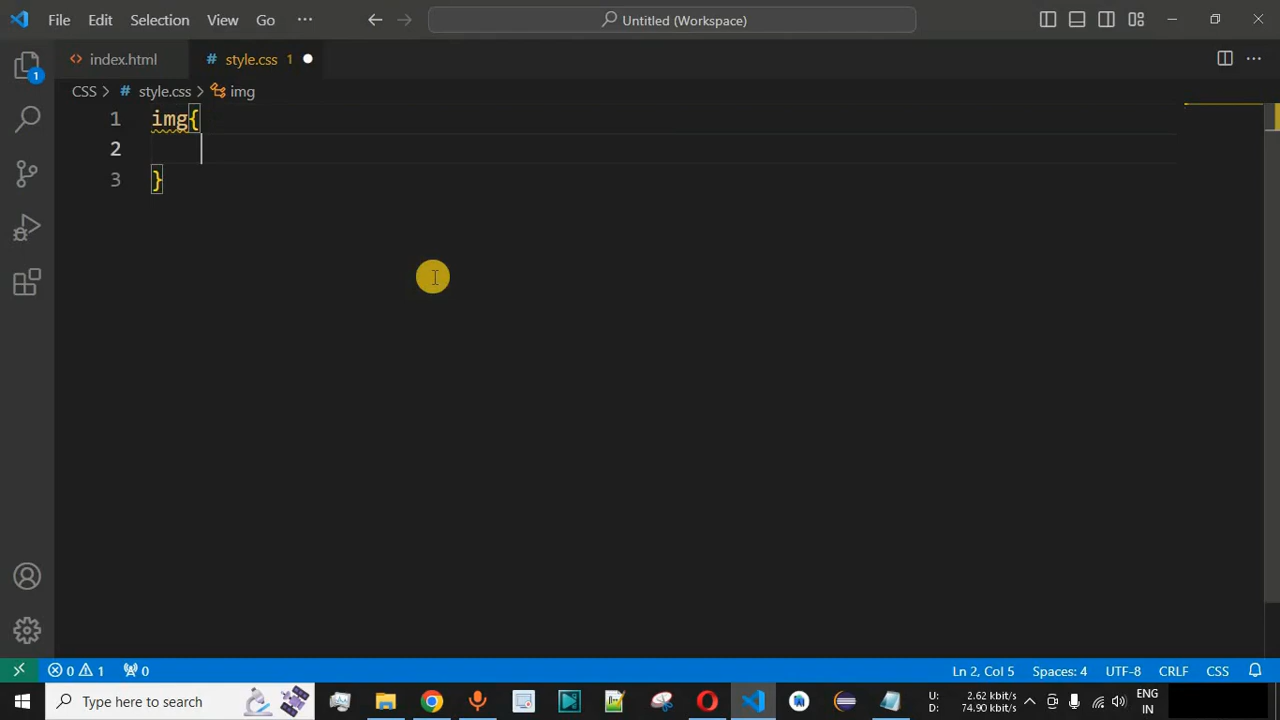 File Edit Selection View Go ··· Untitled (Workspace)
index.html # style.css 1
CSS > # style.css > img
1 img{
2
3 }
1
0 1 0 Ln 2, Col 5 Spaces: 4 UTF-8 CRLF CSS
Type here to search U: 2.62 kbit/s ENG
D: 74.90 kbit/s IN